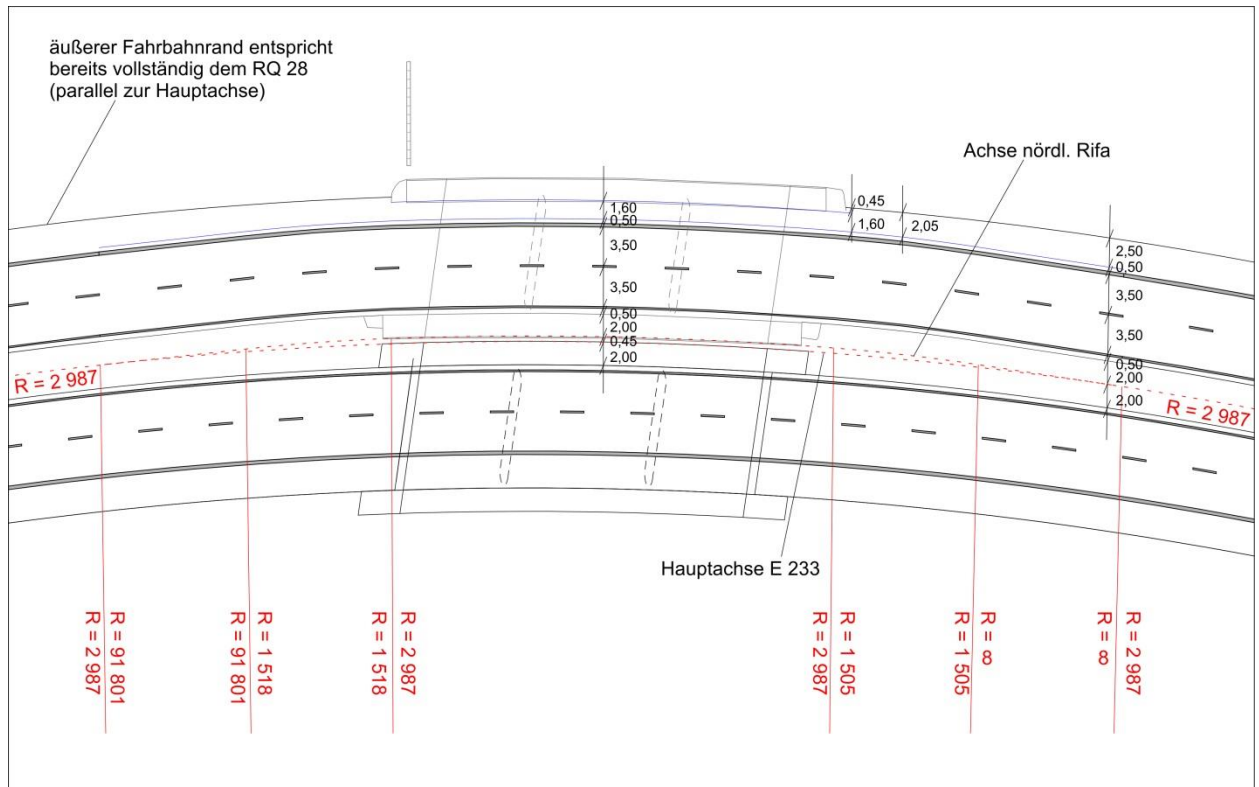 äußerer Fahrbahnrand entspricht
bereits vollständig dem RQ 28
(parallel zur Hauptachse)
Achse nördl. Rifa
1,60
0,50
3,50
3,50
0,50
2,00
0,45
2,00
0,45
1,60
2,05
2,50
0,50
3,50
3,50
0,50
2,00
2,00
R = 2 987
R = 2 987
Hauptachse E 233
R = 91 801
R = 2 987
R = 1 518
R = 91 801
R = 2 987
R = 1 518
R = 1 505
R = 2 987
R = ∞
R = 1 505
R = 2 987
R = ∞